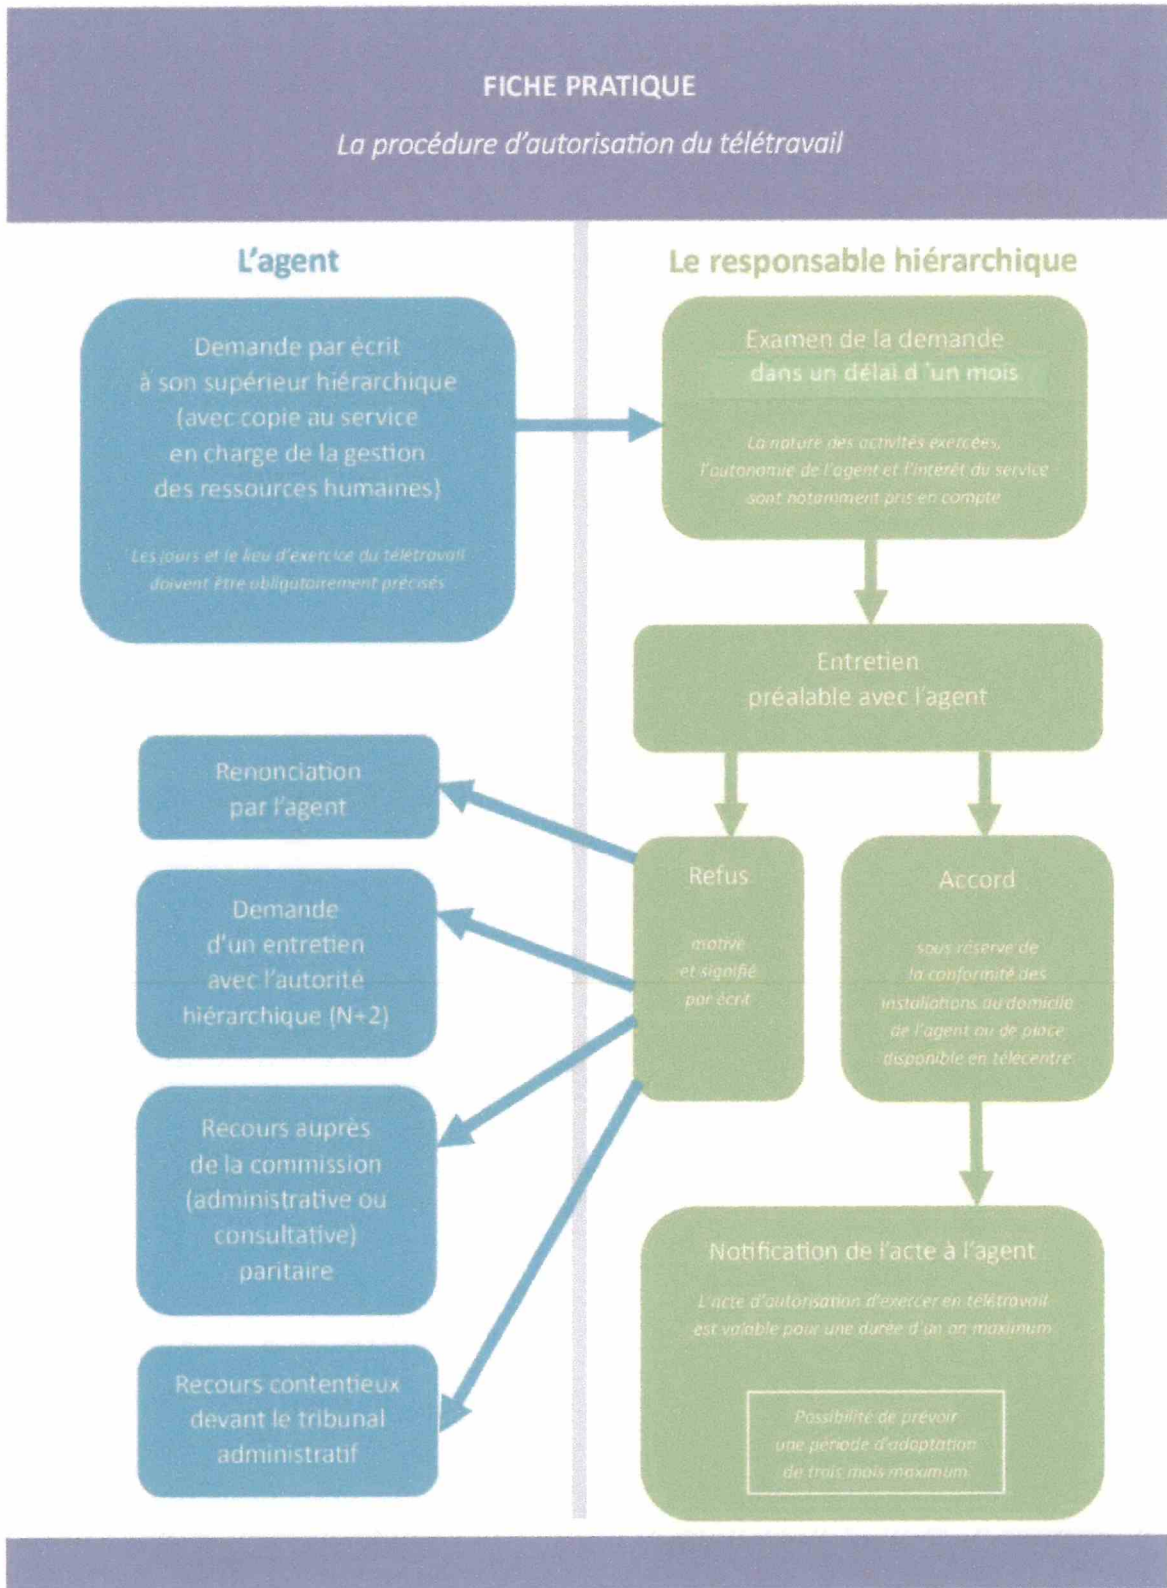 FICHE PRATIQUE
La procédure d'autorisation du télétravail
L'agent
Demande par écrit
à son supérieur hiérarchique
(avec copie au service
en charge de la gestion
des ressources humaines)
Les jours et le lieu d'exercice du télétravail
doivent être obligatoirement précisés
Le responsable hiérarchique
Examen de la demande
dans un délai d 'un mois
La nature des activités exercées,
l'autonomie de l'agent et l'intérêt du service
sont notamment pris en compte
Entretien
préalable avec l'agent
Refus
motivé
et signifié
par écrit
Accord
sous réserve de
la conformité des
installations au domicile
de l'agent ou de place
disponible en télécentre
Renonciation
par l'agent
Demande
d'un entretien
avec l'autorité
hiérarchique (N+2)
Recours auprès
de la commission
(administrative ou
consultative)
paritaire
Recours contentieux
devant le tribunal
administratif
Notification de l'acte à l'agent
L'acte d'autorisation d'exercer en télétravail
est valable pour une durée d'un an maximum
Possibilité de prévoir
une période d'adaptation
de trois mois maximum